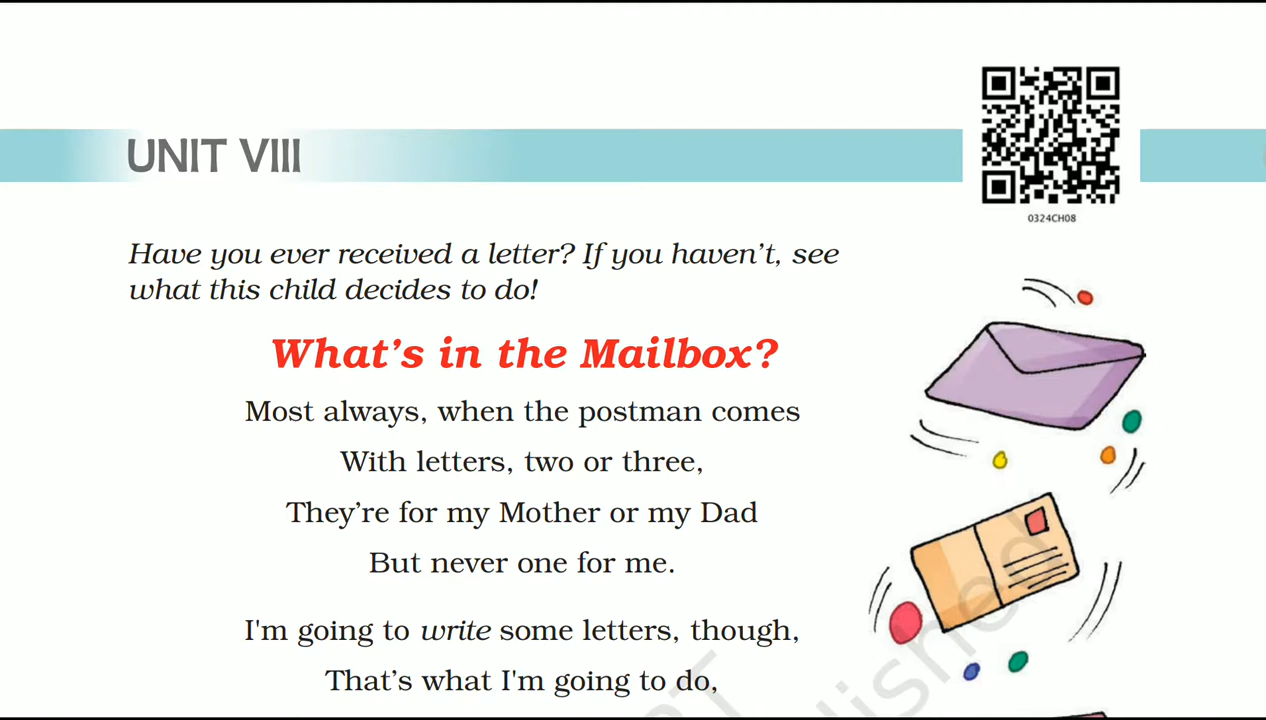 UNIT VIII
0324CH08
Have you ever received a letter? If you haven't, see
what this child decides to do!
What's in the Mailbox?
Most always, when the postman comes
With letters, two or three,
They're for my Mother or my Dad
But never one for me.
I'm going to write some letters, though,
That's what I'm going to do,